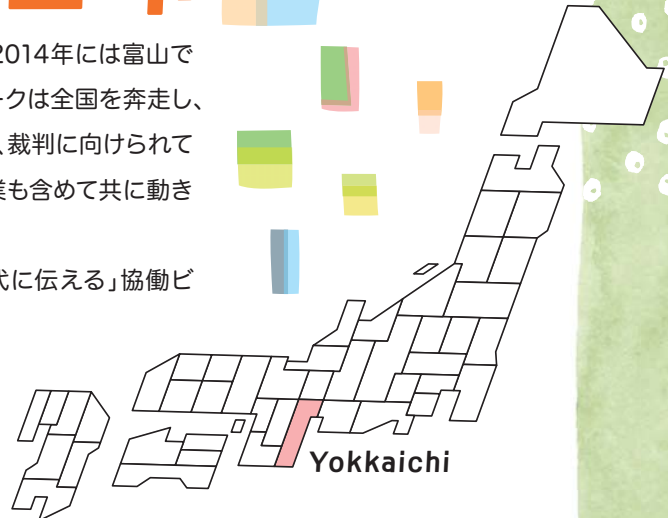 2014年には富山で
ークは全国を奔走し、
、裁判に向けられて
業も含めて共に動き
代に伝える」協働ビ
Yokkaichi